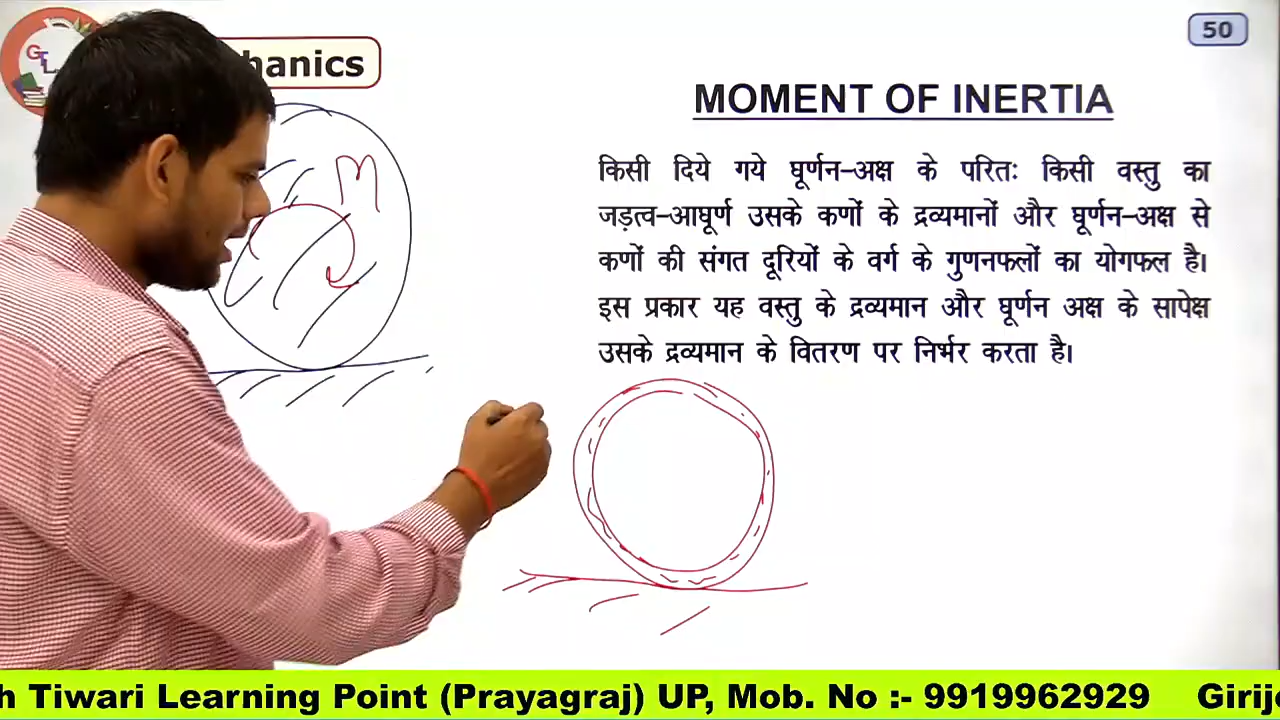 GTL
hanics
50
MOMENT OF INERTIA
किसी दिये गये घूर्णन–अक्ष के परितः किसी वस्तु का
जड़त्व–आघूर्ण उसके कणों के द्रव्यमानों और घूर्णन–अक्ष से
कणों की संगत दूरियों के वर्ग के गुणनफलों का योगफल है।
इस प्रकार यह वस्तु के द्रव्यमान और घूर्णन अक्ष के सापेक्ष
उसके द्रव्यमान के वितरण पर निर्भर करता है।
M
h Tiwari Learning Point (Prayagraj) UP, Mob. No :- 9919962929 Girij